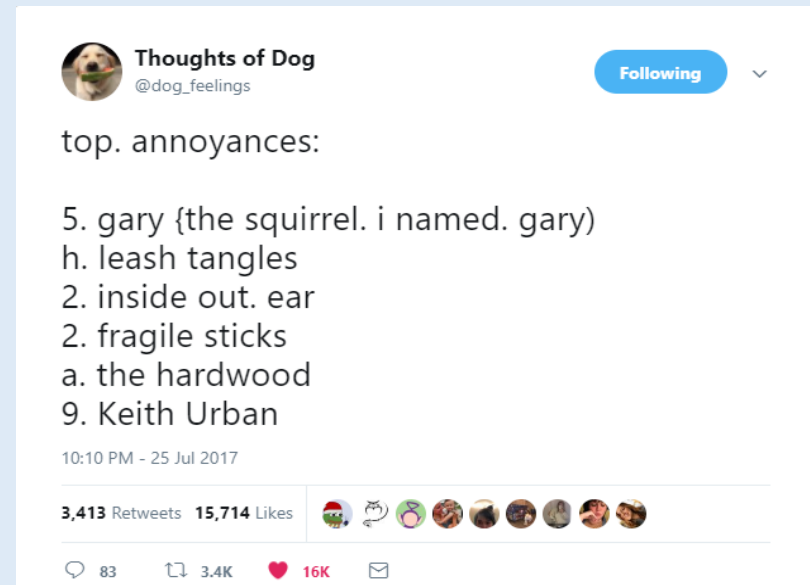 Thoughts of Dog
@dog_feelings
Following
top. annoyances:
5. gary {the squirrel. i named. gary)
h. leash tangles
2. inside out. ear
2. fragile sticks
a. the hardwood
9. Keith Urban
10:10 PM - 25 Jul 2017
3,413 Retweets 15,714 Likes
83 3.4K 16K